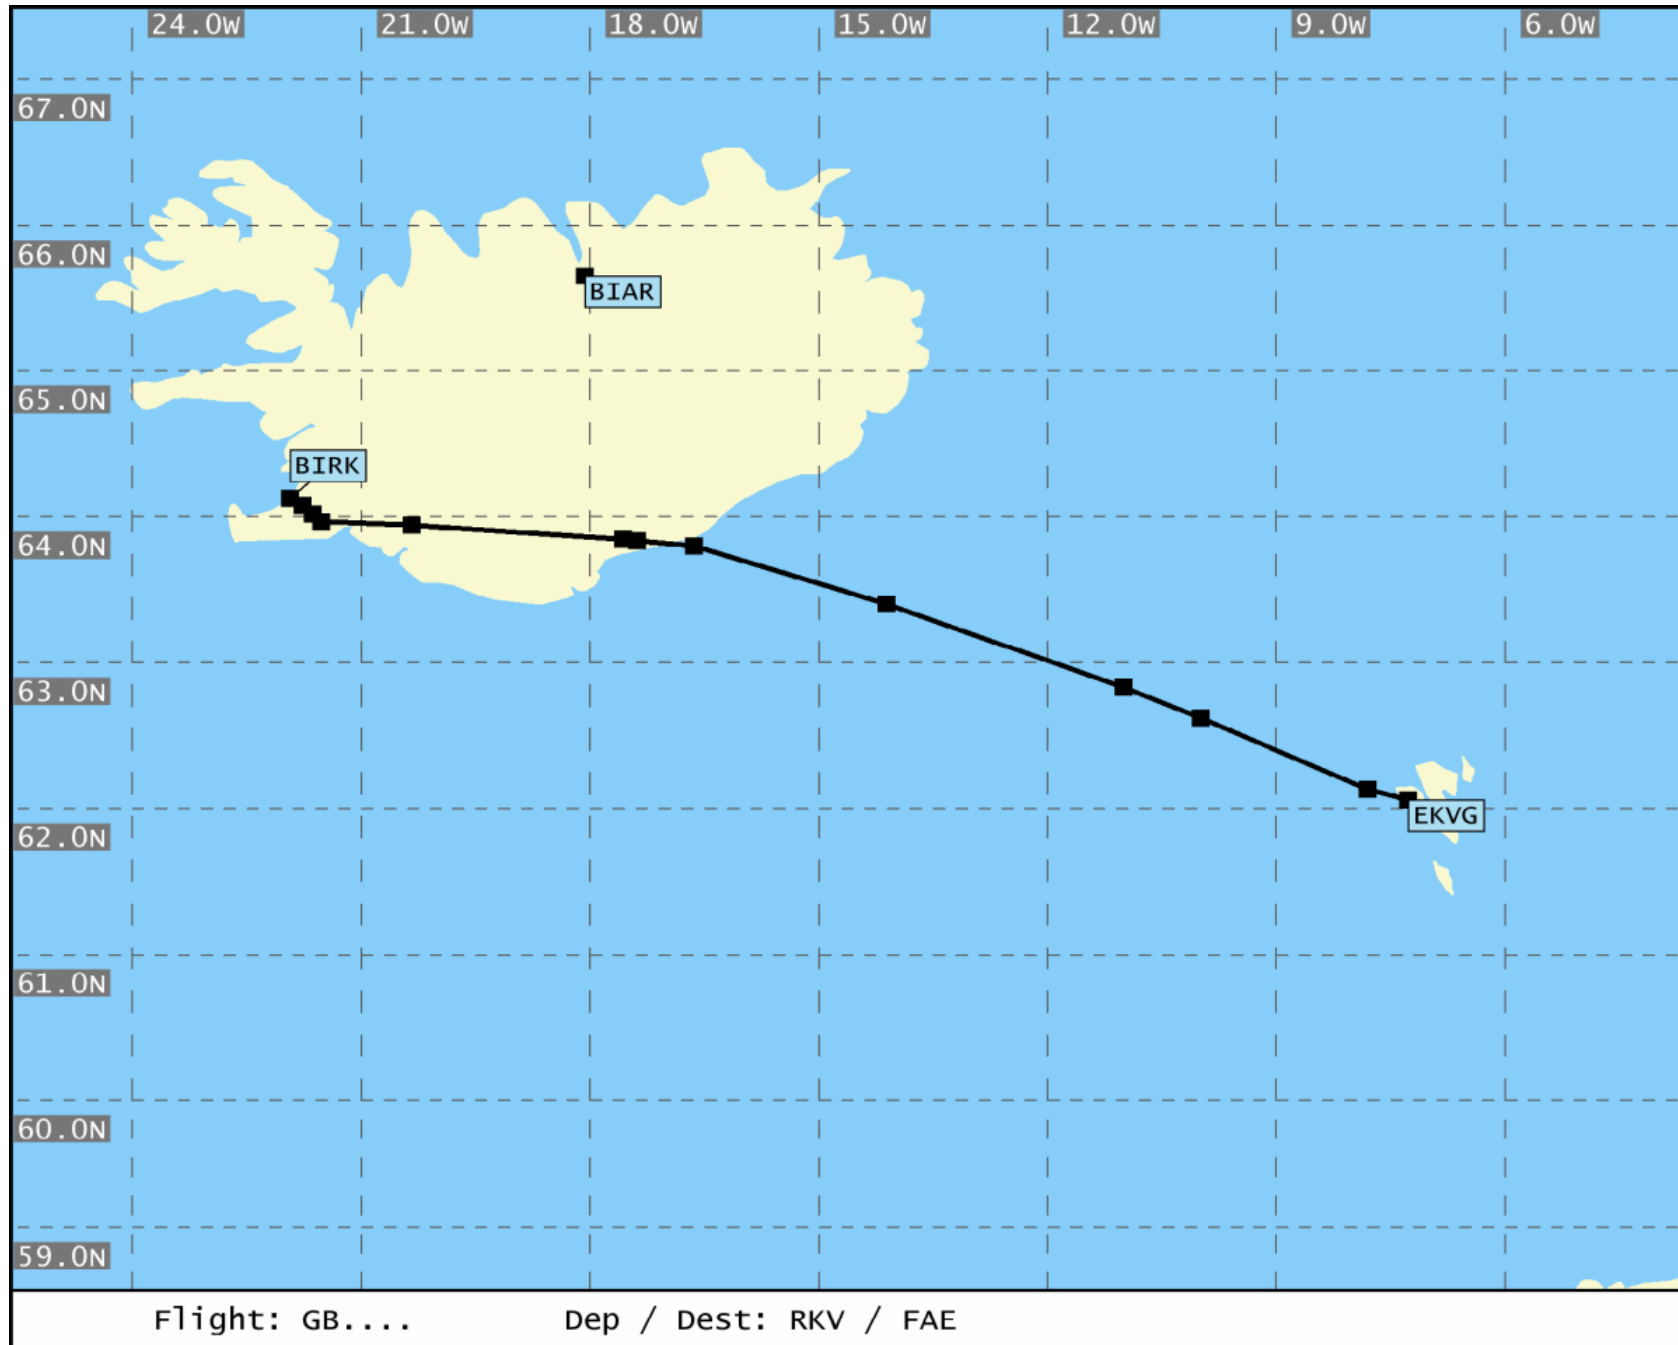 24.0W 21.0W 18.0W 15.0W 12.0W 9.0W 6.0W
67.0N
66.0N
BIAR
65.0N
BIRK
64.0N
63.0N
EKVG
62.0N
61.0N
60.0N
59.0N
Flight: GB.... Dep / Dest: RKV / FAE